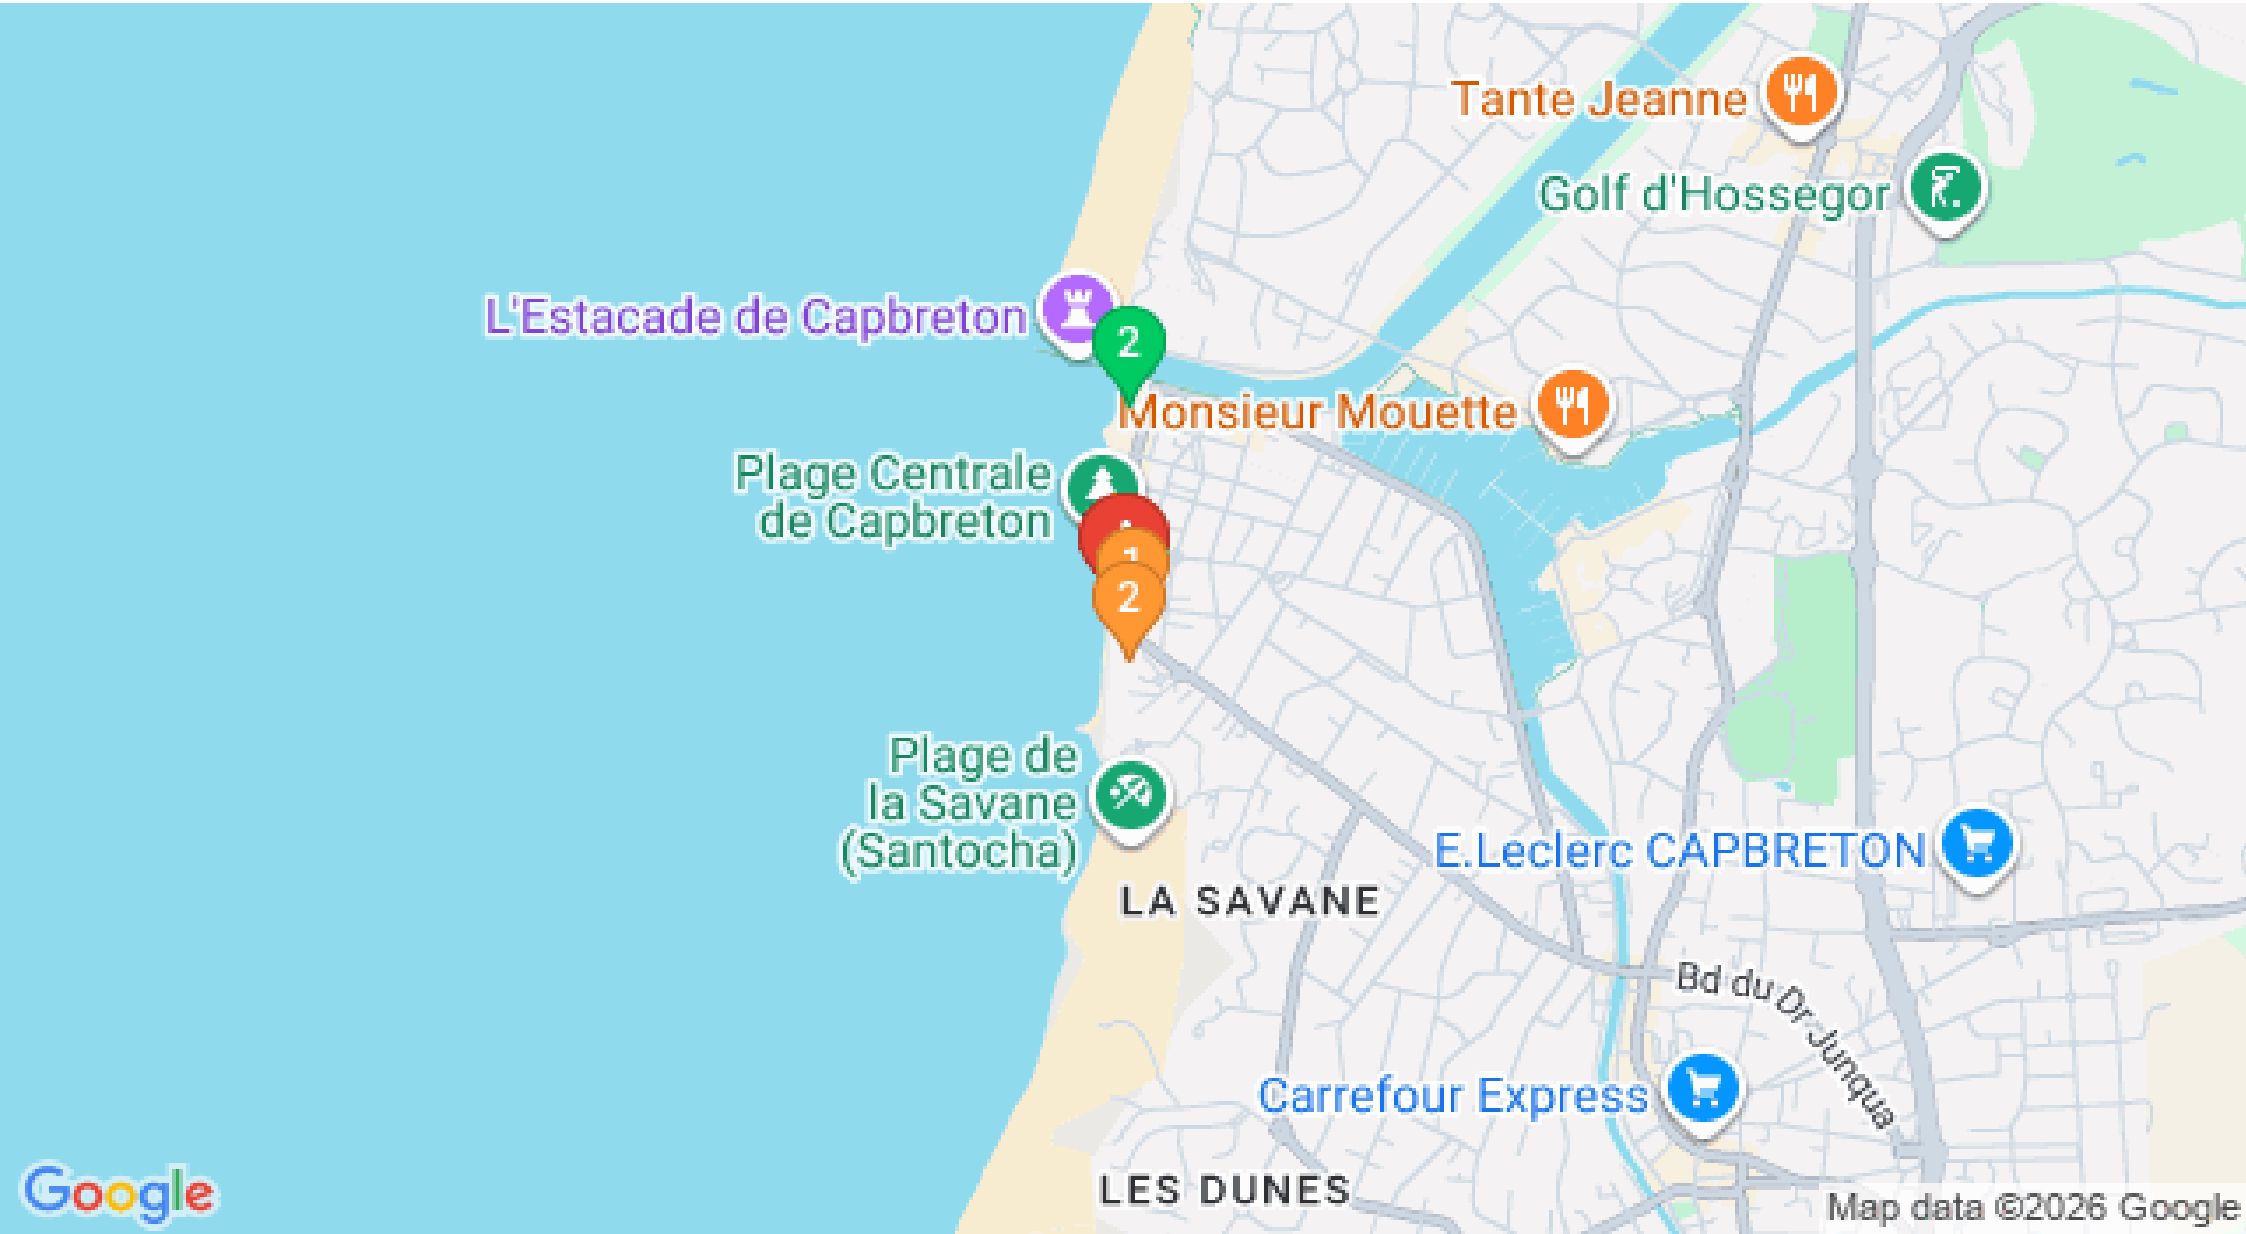 Tante Jeanne
Golf d'Hossegor
L'Estacade de Capbreton
2
Monsieur Mouette
Plage Centrale
de Capbreton
1
2
Plage de
la Savane
(Santocha)
E.Leclerc CAPBRETON
LA SAVANE
Bd du Dr Junqua
Carrefour Express
LES DUNES
Google
Map data ©2026 Google